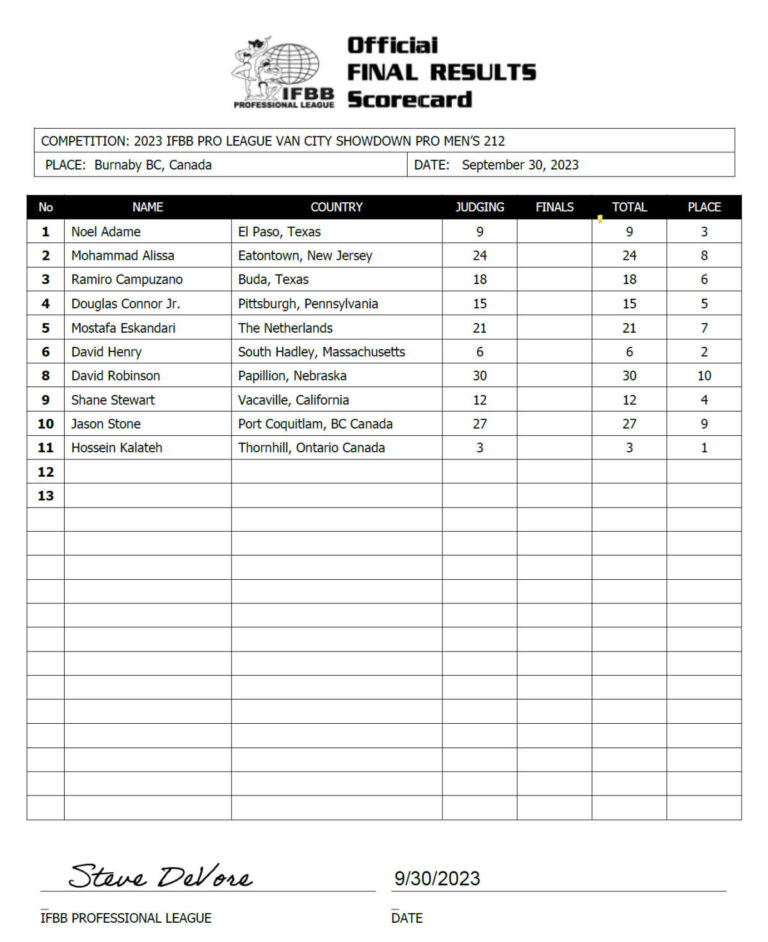 Official
FINAL RESULTS
Scorecard
IFBB
PROFESSIONAL LEAGUE
COMPETITION: 2023 IFBB PRO LEAGUE VAN CITY SHOWDOWN PRO MEN'S 212
PLACE: Burnaby BC, Canada DATE: September 30, 2023
No NAME COUNTRY JUDGING FINALS TOTAL PLACE
1 Noel Adame El Paso, Texas 9 9 3
2 Mohammad Alissa Eatontown, New Jersey 24 24 8
3 Ramiro Campuzano Buda, Texas 18 18 6
4 Douglas Connor Jr. Pittsburgh, Pennsylvania 15 15 5
5 Mostafa Eskandari The Netherlands 21 21 7
6 David Henry South Hadley, Massachusetts 6 6 2
8 David Robinson Papillion, Nebraska 30 30 10
9 Shane Stewart Vacaville, California 12 12 4
10 Jason Stone Port Coquitlam, BC Canada 27 27 9
11 Hossein Kalateh Thornhill, Ontario Canada 3 3 1
12
13
Steve DeVore 9/30/2023
IFBB PROFESSIONAL LEAGUE DATE